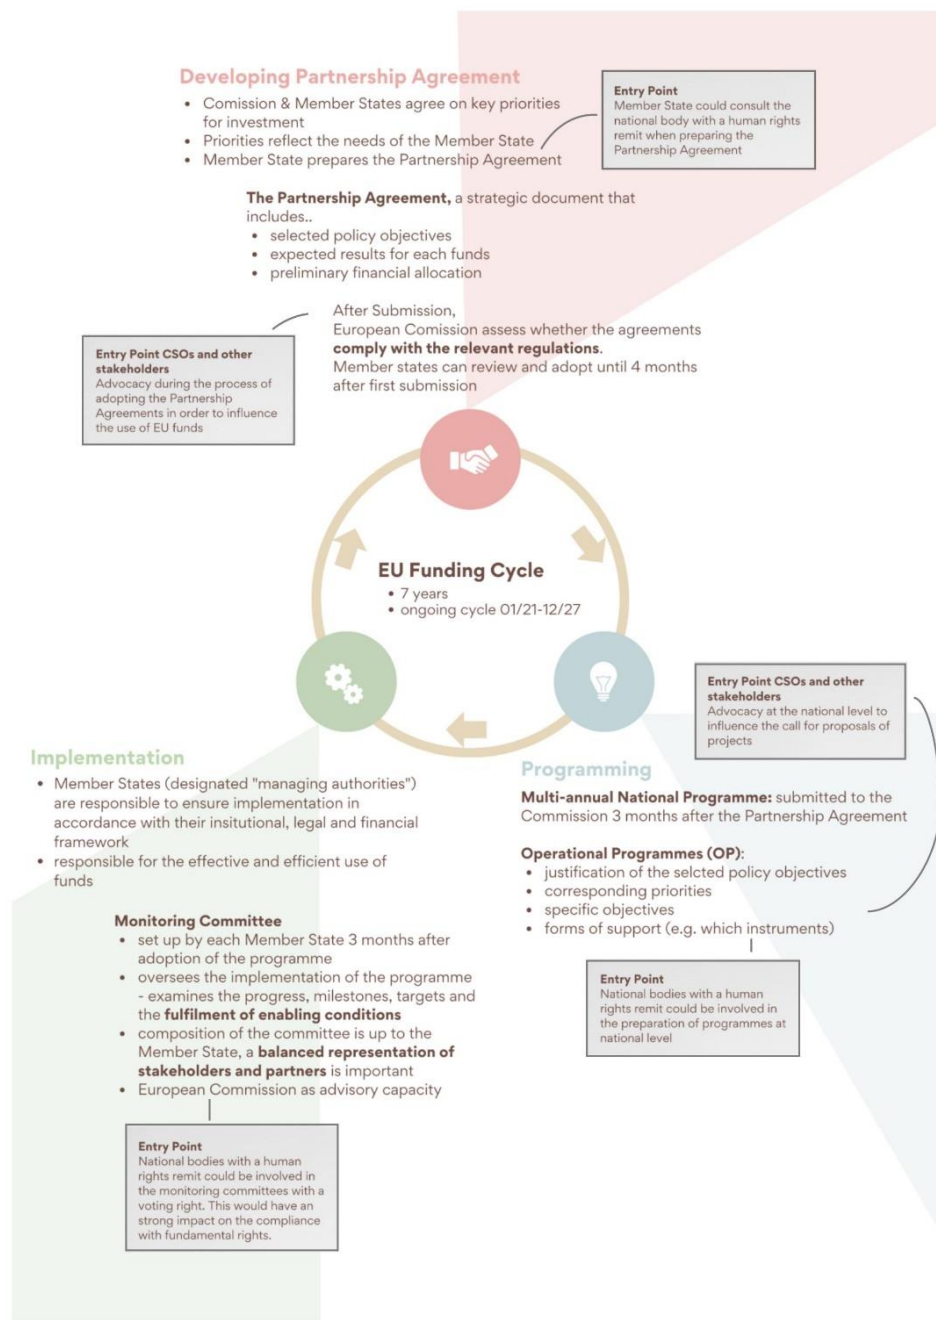 Developing Partnership Agreement
• Comission & Member States agree on key priorities
for investment
• Priorities reflect the needs of the Member State
• Member State prepares the Partnership Agreement
Entry Point
Member State could consult the
national body with a human rights
remit when preparing the
Partnership Agreement
The Partnership Agreement, a strategic document that
includes..
• selected policy objectives
• expected results for each funds
• preliminary financial allocation
After Submission,
European Comission assess whether the agreements
comply with the relevant regulations.
Member states can review and adopt until 4 months
after first submission
Entry Point CSOs and other
stakeholders
Advocacy during the process of
adopting the Partnership
Agreements in order to influence
the use of EU funds
EU Funding Cycle
• 7 years
• ongoing cycle 01/21-12/27
Entry Point CSOs and other
stakeholders
Advocacy at the national level to
influence the call for proposals of
projects
Programming
Multi-annual National Programme: submitted to the
Commission 3 months after the Partnership Agreement
Operational Programmes (OP):
• justification of the selcted policy objectives
• corresponding priorities
• specific objectives
• forms of support (e.g. which instruments)
Entry Point
National bodies with a human
rights remit could be involved in
the preparation of programmes at
national level
Implementation
• Member States (designated "managing authorities")
are responsible to ensure implementation in
accordance with their insitutional, legal and financial
framework
• responsible for the effective and efficient use of
funds
Monitoring Committee
• set up by each Member State 3 months after
adoption of the programme
• oversees the implementation of the programme
- examines the progress, milestones, targets and
the fulfilment of enabling conditions
• composition of the committee is up to the
Member State, a balanced representation of
stakeholders and partners is important
• European Commission as advisory capacity
Entry Point
National bodies with a human
rights remit could be involved in
the monitoring committees with a
voting right. This would have an
strong impact on the compliance
with fundamental rights.